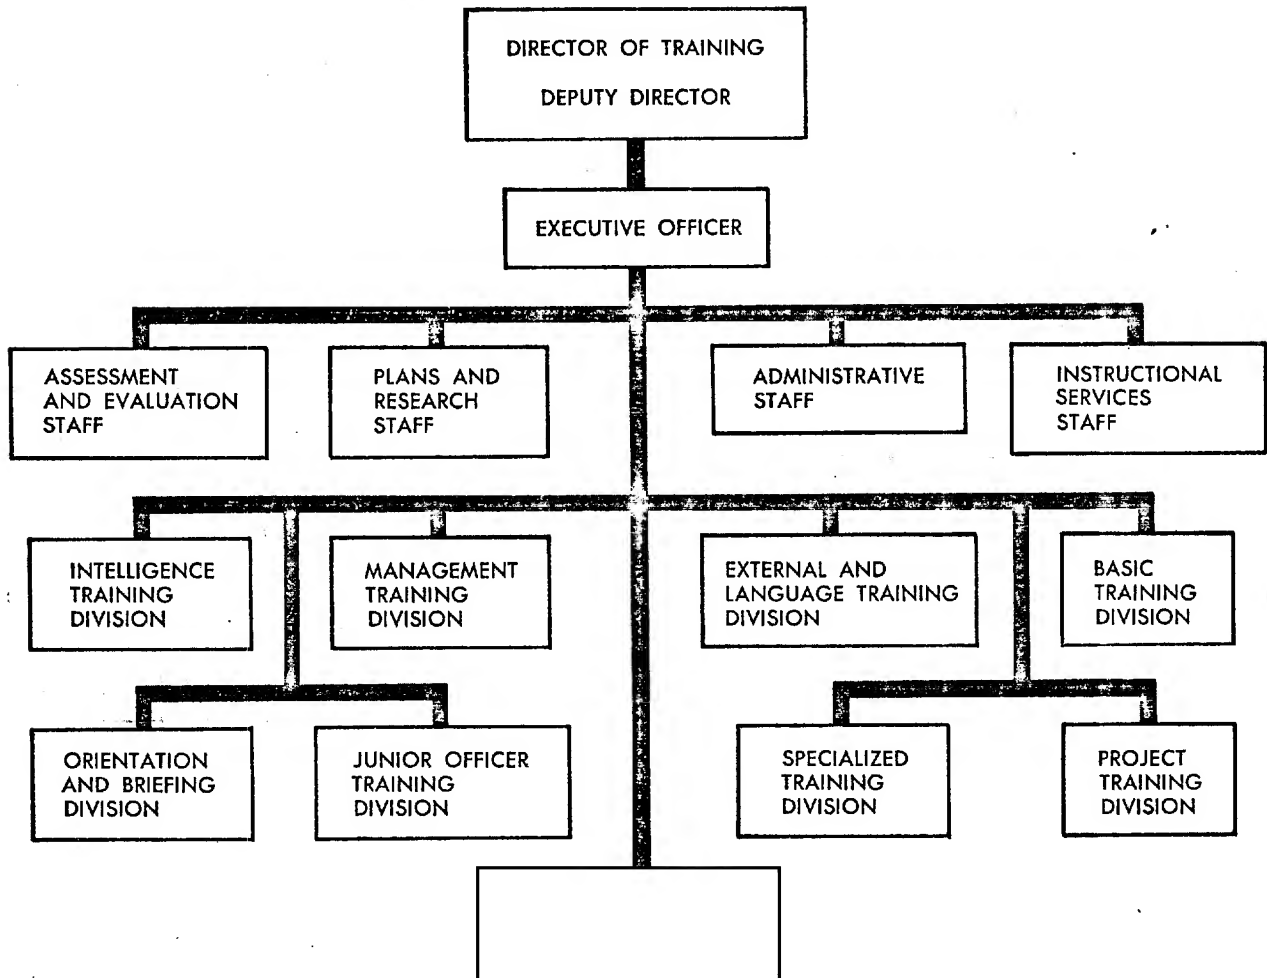 DIRECTOR OF TRAINING
DEPUTY DIRECTOR
EXECUTIVE OFFICER
ASSESSMENT
AND EVALUATION
STAFF
PLANS AND
RESEARCH
STAFF
ADMINISTRATIVE
STAFF
INSTRUCTIONAL
SERVICES
STAFF
INTELLIGENCE
TRAINING
DIVISION
MANAGEMENT
TRAINING
DIVISION
EXTERNAL AND
LANGUAGE TRAINING
DIVISION
BASIC
TRAINING
DIVISION
ORIENTATION
AND BRIEFING
DIVISION
JUNIOR OFFICER
TRAINING
DIVISION
SPECIALIZED
TRAINING
DIVISION
PROJECT
TRAINING
DIVISION